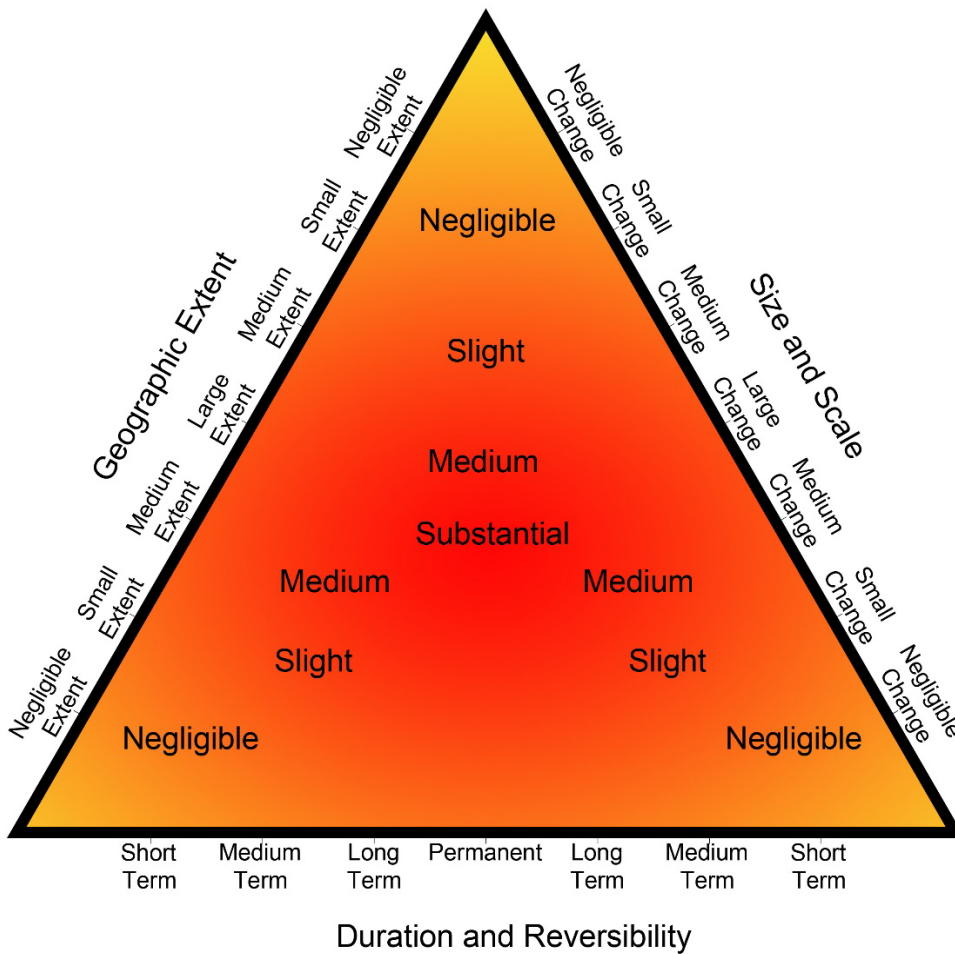 Negligible
Extent
Small
Extent
Medium
Extent
Large
Extent
Medium
Extent
Small
Extent
Negligible
Extent
Geographic Extent
Negligible
Change
Small
Change
Medium
Change
Large
Change
Medium
Change
Small
Change
Negligible
Change
Size and Scale
Negligible
Slight
Medium
Substantial
Medium
Medium
Slight
Slight
Negligible
Negligible
Short
Term
Medium
Term
Long
Term
Permanent
Long
Term
Medium
Term
Short
Term
Duration and Reversibility